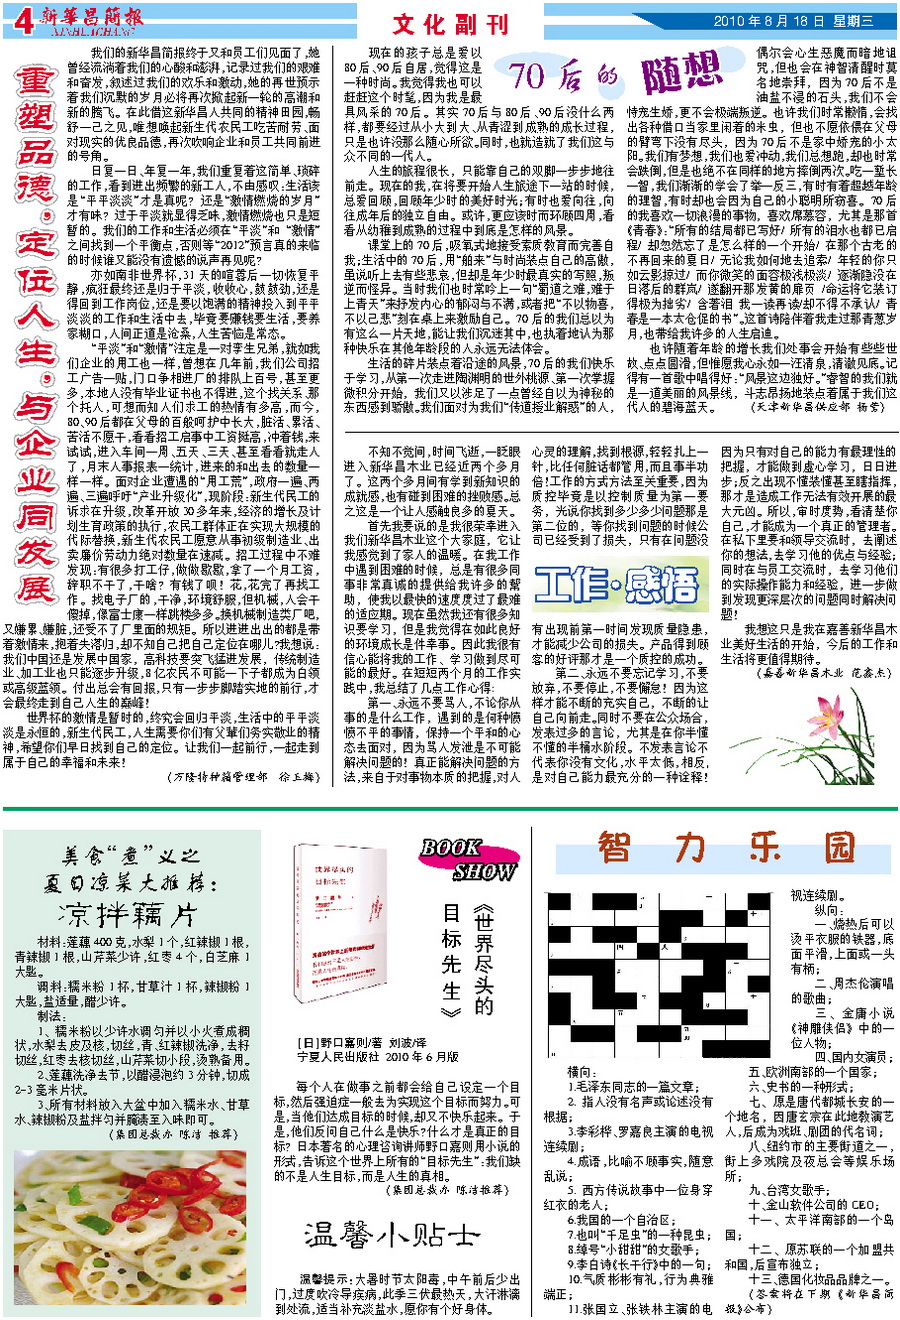 4 新華昌簡報
XINHUACHANG
文化副刊
2010年8月18日 星期三
重塑品德,定位人生,与企业同发展
我们的新华昌简报终于又和员工们见面了,她
曾经流淌着我们的心酸和澎湃,记录过我们的艰难
和奋发,叙述过我们的欢乐和激动,她的再世预示
着我们沉默的岁月必将再次掀起新一轮的高潮和
新的腾飞。在此借这新华昌人共同的精神田园,畅
舒一己之见,唯想唤起新生代农民工吃苦耐劳、面
对现实的优良品德,再次吹响企业和员工共同前进
的号角。
日复一日、年复一年,我们重复着这简单、琐碎
的工作,看到进出频繁的新工人,不由感叹:生活该
是“平平淡淡”才是真呢? 还是“激情燃烧的岁月”
才有味? 过于平淡就显得乏味,激情燃烧也只是短
暂的。我们的工作和生活必须在“平淡”和 “激情”
之间找到一个平衡点,否则等“2012”预言真的来临
的时候谁又能没有遗憾的说声再见呢?
亦如南非世界杯,31 天的喧嚣后一切恢复平
静,疯狂最终还是归于平淡,收收心,鼓鼓劲,还是
得回到工作岗位,还是要以饱满的精神投入到平平
淡淡的工作和生活中去,毕竟要赚钱要生活,要养
家糊口,人间正道是沧桑,人生苦恼是常态。
“平淡”和“激情”注定是一对孪生兄弟,就如我
们企业的用工也一样,曾想在几年前,我们公司招
工广告一贴,门口争相进厂的排队上百号,甚至更
多,本地人没有毕业证书也不得进,这个找关系、那
个托人,可想而知人们求工的热情有多高,而今,
80、90后都在父母的百般呵护中长大,脏活、累活、
苦活不愿干,看看招工启事中工资挺高,冲着钱,来
试试,进入车间一周、五天、三天、甚至看看就走人
了,月末人事报表一统计,进来的和出去的数量一
样一样。面对企业遭遇的“用工荒”,政府一遍、两
遍、三遍呼吁“产业升级化”,现阶段:新生代民工的
诉求在升级,改革开放 30多年来,经济的增长及计
划生育政策的执行,农民工群体正在实现大规模的
代际替换,新生代农民工愿意从事初级制造业、出
卖廉价劳动力绝对数量在速减。招工过程中不难
发现:有很多打工仔,做做歇歇,拿了一个月工资,
辞职不干了,干啥? 有钱了呗! 花,花完了再找工
作。找电子厂的,干净,环境舒服,但机械,人会干
傻掉,像富士康一样跳楼多多。换机械制造类厂吧,
又嫌累、嫌脏,还受不了厂里面的规矩。所以进进出出的都是带
着激情来,抱着失落归,却不知自己把自己定位在哪儿?我想说:
我们中国还是发展中国家,高科技要突飞猛进发展,传统制造
业、加工业也只能逐步升级,8亿农民不可能一下子都成为白领
或高级蓝领。付出总会有回报,只有一步步脚踏实地的前行,才
会最终走到自己人生的巅峰!
世界杯的激情是暂时的,终究会回归平淡,生活中的平平淡
淡是永恒的,新生代民工,人生需要你们有父辈们务实敬业的精
神,希望你们早日找到自己的定位。让我们一起前行,一起走到
属于自己的幸福和未来!
(万隆特种箱管理部 徐玉梅)
70后的随想
现在的孩子总是爱以
80后、90后自居,觉得这是
一种时尚。我觉得我也可以
赶赶这个时髦,因为我是最
具风采的 70后。其实 70后与 80后、90后没什么两
样,都要经过从小大到大、从青涩到成熟的成长过程,
只是也许没那么随心所欲。同时,也就造就了我们这与
众不同的一代人。
人生的旅程很长,只能靠自己的双脚一步步地往
前走。现在的我,在将要开始人生旅途下一站的时候,
总爱回顾,回顾年少时的美好时光;有时也爱向往,向
往成年后的独立自由。或许,更应该时而环顾四周,看
看从幼稚到成熟的过程中到底是怎样的风景。
课堂上的 70后,吸氧式地接受素质教育而完善自
我;生活中的 70后,用“舶来”与时尚装点自己的高傲,
虽说听上去有些悲哀,但却是年少时最真实的写照,叛
逆而怪异。当时我们也时常吟上一句“蜀道之难,难于
上青天”来抒发内心的郁闷与不满,或者把“不以物喜,
不以己悲”刻在桌上来激励自己。70后的我们总以为
有这么一片天地,能让我们沉迷其中,也执着地认为那
种快乐在其他年龄段的人永远无法体会。
生活的碎片装点着沿途的风景,70后的我们快乐
于学习,从第一次走进陶渊明的世外桃源、第一次掌握
微积分开始,我们又以涉足了一点曾经自以为神秘的
东西感到骄傲。我们面对为我们“传道授业解惑”的人,
偶尔会心生恶魔而暗地诅
咒,但也会在神智清醒时莫
名地崇拜,因为70后不是
油盐不浸的石头,我们不会
恃宠生娇,更不会极端叛逆。也许我们时常懒惰,会找
出各种借口当家里闲着的米虫,但也不愿依偎在父母
的臂弯下没有尽头,因为 70后不是家中娇宠的小太
阳。我们有梦想,我们也爱冲动,我们总想跑,却也时常
会跌倒,但是也绝不在同样的地方摔倒两次。吃一堑长
一智,我们渐渐的学会了举一反三,有时有着超越年龄
的理智,有时却也会因为自己的小聪明所窃喜。70后
的我喜欢一切浪漫的事物,喜欢席慕容,尤其是那首
《青春》:“所有的结局都已写好/ 所有的泪水也都已启
程/ 却忽然忘了是怎么样的一个开始/ 在那个古老的
不再回来的夏日/ 无论我如何地去追索/ 年轻的你只
如云影掠过/ 而你微笑的面容极浅极淡/ 逐渐隐没在
日落后的群岚/ 遂翻开那发黄的扉页 /命运将它装订
得极为拙劣/ 含著泪 我一读再读/却不得不承认/ 青
春是一本太仓促的书”。这首诗陪伴着我走过那青葱岁
月,也带给我许多的人生启迪。
也许随着年龄的增长我们处事会开始有些些世
故、点点圆滑,但惟愿我心永如一汪清泉,清澈见底。记
得有一首歌中唱得好:“风景这边独好。”睿智的我们就
是一道美丽的风景线,斗志昂扬地装点着属于我们这
代人的碧海蓝天。 (天津新华昌供应部 杨莹)
不知不觉间,时间飞逝,一眨眼
进入新华昌木业已经近两个多月
了。这两个多月间有学到新知识的
成就感,也有碰到困难的挫败感。总
之这是一个让人感触良多的夏天。
首先我要说的是我很荣幸进入
我们新华昌木业这个大家庭,它让
我感觉到了家人的温暖。在我工作
中遇到困难的时候,总是有很多同
事非常真诚的提供给我许多的帮
助,使我以最快的速度度过了最难
的适应期。现在虽然我还有很多知
识要学习,但是我觉得在如此良好
的环境成长是件幸事。因此我很有
信心能将我的工作、学习做到尽可
能的最好。在短短两个月的工作实
践中,我总结了几点工作心得:
第一、永远不要骂人,不论你从
事的是什么工作,遇到的是何种愤
愤不平的事情,保持一个平和的心
态去面对,因为骂人发泄是不可能
解决问题的! 真正能解决问题的方
法,来自于对事物本质的把握,对人
心灵的理解,找到根源,轻轻扎上一
针,比任何脏话都管用,而且事半功
倍!工作的方式方法至关重要,因为
质控毕竟是以控制质量为第一要
务,光说你找到多少多少问题那是
第二位的,等你找到问题的时候公
司已经受到了损失,只有在问题没
工作·感悟
有出现前第一时间发现质量隐患,
才能减少公司的损失。产品得到顾
客的好评那才是一个质控的成功。
第二、永远不要忘记学习,不要
放弃,不要停止,不要懈怠! 因为这
样才能不断的充实自己,不断的让
自己向前走。同时不要在公众场合,
发表过多的言论,尤其是在你半懂
不懂的半桶水阶段。不发表言论不
代表你没有文化,水平太低,相反,
是对自己能力最充分的一种诠释!
因为只有对自己的能力有最理性的
把握,才能做到虚心学习,日日进
步;反之出现不懂装懂甚至瞎指挥,
那才是造成工作无法有效开展的最
大元凶。所以,审时度势,看清楚你
自己,才能成为一个真正的管理者。
在私下里要和领导交流时,去阐述
你的想法,去学习他的优点与经验;
同时在与员工交流时,去学习他们
的实际操作能力和经验,进一步做
到发现更深层次的问题同时解决问
题!
我想这只是我在嘉善新华昌木
业美好生活的开始,今后的工作和
生活将更值得期待。
(嘉善新华昌木业 范鑫杰)
美食“煮”义之
夏日凉菜大推荐:
凉拌藕片
材料:莲藕 400 克,水梨 1个,红辣椒 1根,
青辣椒 1根,山芹菜少许,红枣 4个,白芝麻 1
大匙。
调料:糯米粉 1杯,甘草汁 1杯,辣椒粉 1
大匙,盐适量,醋少许。
制法:
1、糯米粉以少许水调匀并以小火煮成稠
状,水梨去皮及核,切丝,青、红辣椒洗净,去籽
切丝,红枣去核切丝,山芹菜切小段,烫熟备用。
2、莲藕洗净去节,以醋浸泡约3分钟,切成
2-3毫米片状。
3、所有材料放入大盆中加入糯米水、甘草
水、辣椒粉及盐拌匀并腌渍至入味即可。
(集团总裁办 陈洁 推荐)
BOOK
SHOW
《世界尽头的
目标先生》
[日]野口嘉则/著 刘波/译
宁夏人民出版社 2010年6月版
每个人在做事之前都会给自己设定一个目
标,然后强迫症一般去为实现这个目标而努力。可
是,当他们达成目标的时候,却又不快乐起来。于
是,他们反问自己什么是快乐?什么才是真正的目
标? 日本著名的心理咨询讲师野口嘉则用小说的
形式,告诉这个世界上所有的“目标先生”:我们缺
的不是人生目标,而是人生的真相。
(集团总裁办 陈洁推荐)
温馨小贴士
温馨提示:大暑时节太阳毒,中午前后少出
门,过度吹冷导疾病,此季三伏最热天,大汗淋漓
到处流,适当补充淡盐水,愿你有个好身体。
智力乐园
横向:
1.毛泽东同志的一篇文章;
2. 指人没有名声或论述没有
根据;
3.李彩桦、罗嘉良主演的电视
连续剧;
4.成语,比喻不顾事实,随意
乱说;
5. 西方传说故事中一位身穿
红衣的老人;
6.我国的一个自治区;
7.也叫“千足虫”的一种昆虫;
8.绰号“小甜甜”的女歌手;
9.李白诗《长干行》中的一句;
10.气质彬彬有礼,行为典雅
端正;
11.张国立、张铁林主演的电
视连续剧。
纵向:
一、烧热后可以
烫平衣服的铁器,底
面平滑,上面或一头
有柄;
二、周杰伦演唱
的歌曲;
三、金庸小说
《神雕侠侣》中的一
位人物;
四、国内女演员;
五、欧洲南部的一个国家;
六、史书的一种形式;
七、原是唐代都城长安的一
个地名,因唐玄宗在此地教演艺
人,后成为戏班、剧团的代名词;
八、纽约市的主要街道之一,
街上多戏院及夜总会等娱乐场
所;
九、台湾女歌手;
十、金山软件公司的CEO;
十一、太平洋南部的一个岛
国;
十二、原苏联的一个加盟共
和国,后宣布独立;
十三、德国化妆品品牌之一。
(答案将在下期《新华昌简
报》公布)